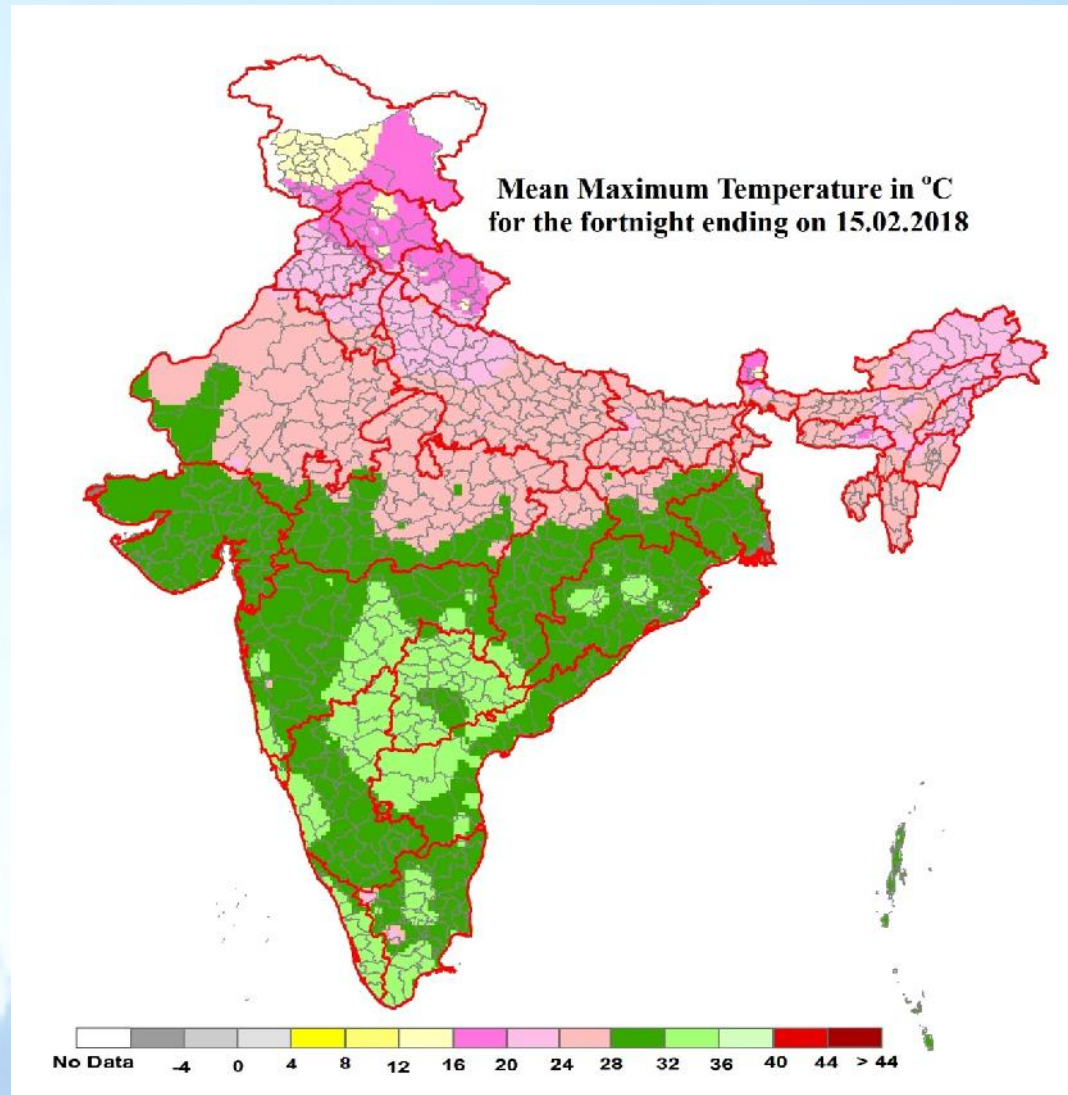 Mean Maximum Temperature in °C
for the fortnight ending on 15.02.2018
No Data -4 0 4 8 12 16 20 24 28 32 36 40 44 > 44